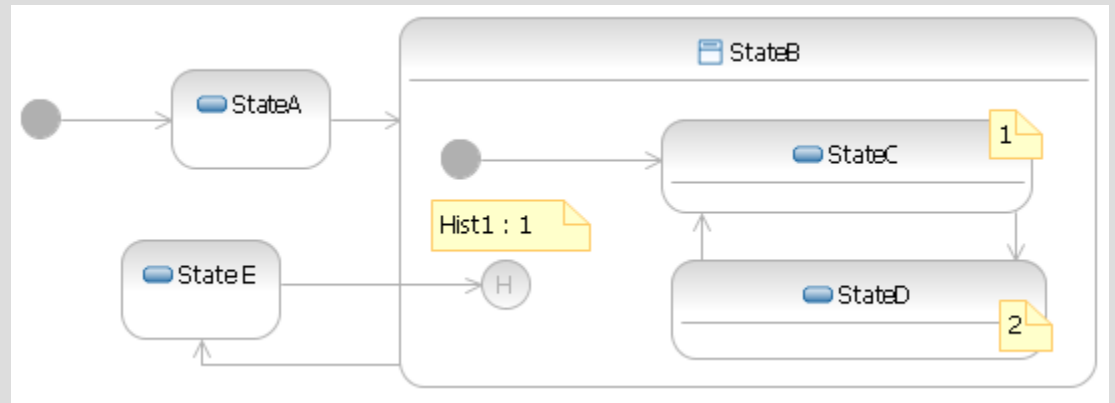 StateB
StateA
StateC
1
Hist1 : 1
State E
H
StateD
2